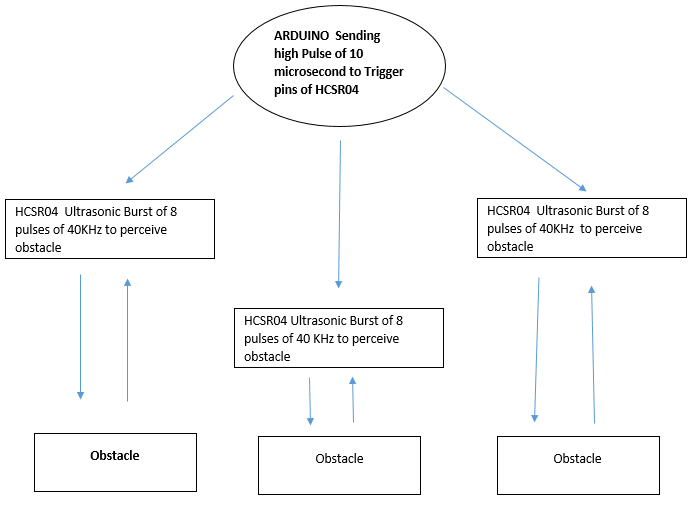 ARDUINO  Sending
high Pulse of 10
microsecond to Trigger
pins of HCSR04
HCSR04  Ultrasonic Burst of 8
pulses of 40KHz to perceive
obstacle
HCSR04  Ultrasonic Burst of 8
pulses of 40KHz  to perceive
obstacle
HCSR04 Ultrasonic Burst of 8
pulses of 40 KHz to perceive
obstacle
Obstacle
Obstacle
Obstacle